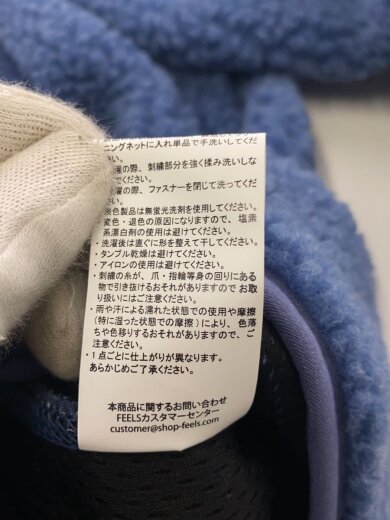 ニングネットに入れ単品で手洗いしてく
ださい。
濯の際、刺繍部分を強く揉み洗いしな
でください。
濯の際、ファスナーを閉じて洗ってくだ
さい。
淡色製品は無蛍光洗剤を使用してください。
変色・退色の原因になりますので、塩素
系漂白剤の使用は避けてください。
・洗濯後は直ぐに形を整えて干してください。
・タンブル乾燥は避けてください。
・アイロンの使用は避けてください。
・刺繍の糸が、爪・指輪等身の回りにある
物で引き抜けるおそれがありますので お取
り扱いにはご注意ください。
・雨や汗による濡れた状態での使用や摩擦
(特に湿った状態での摩擦)により、色落
ちや色移りするおそれがありますのでご
注意ください。
・1点ごとに仕上がりが異なります。
あらかじめご了承ください。
本商品に関するお問い合わせ
FEELSカスタマーセンター
customer@shop-feels.com